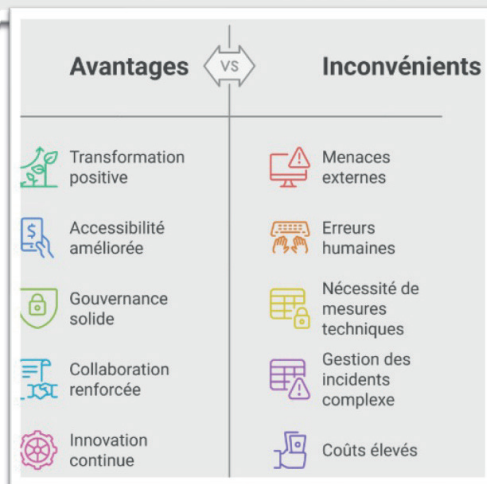 Avantages
VS
Inconvénients
Transformation
positive
Accessibilité
améliorée
Gouvernance
solide
Collaboration
renforcée
Innovation
continue
Menaces
externes
Erreurs
humaines
Nécessité de
mesures
techniques
Gestion des
incidents
complexe
Coûts élevés